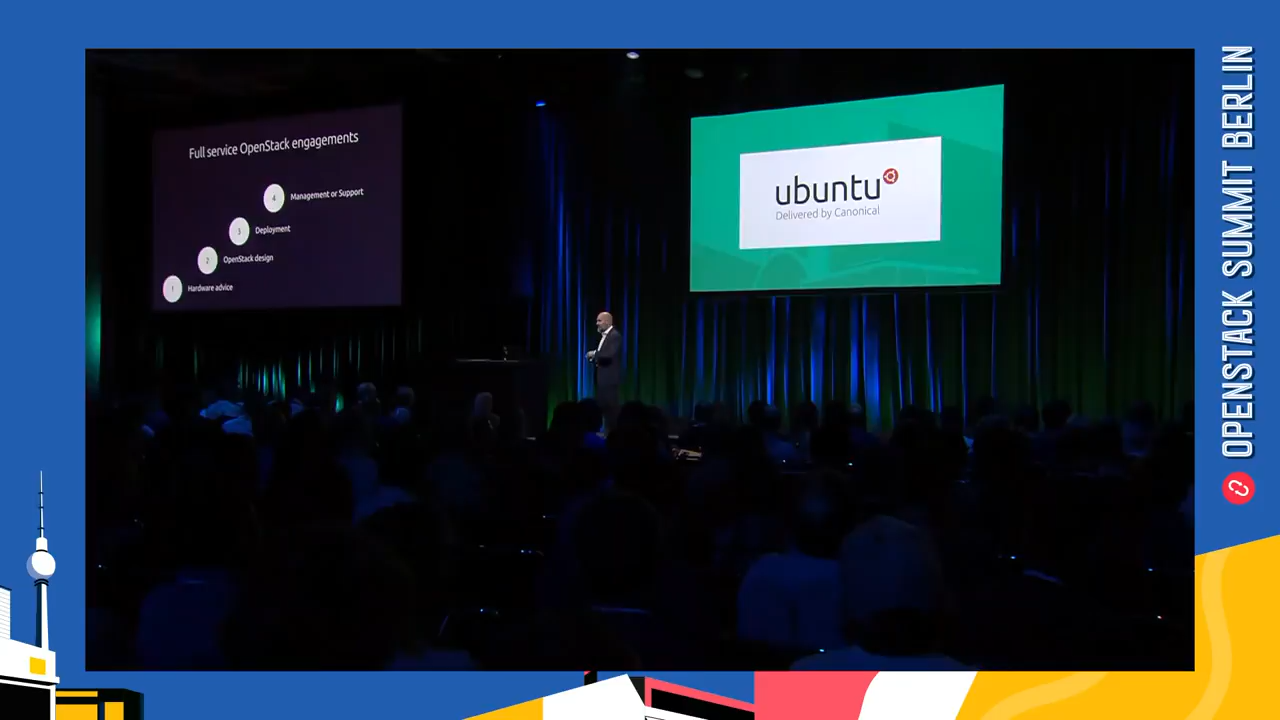 Full service OpenStack engagements
4 Management or Support
3 Deployment
2 OpenStack design
1 Hardware advice
ubuntu
Delivered by Canonical
OPENSTACK SUMMIT BERLIN